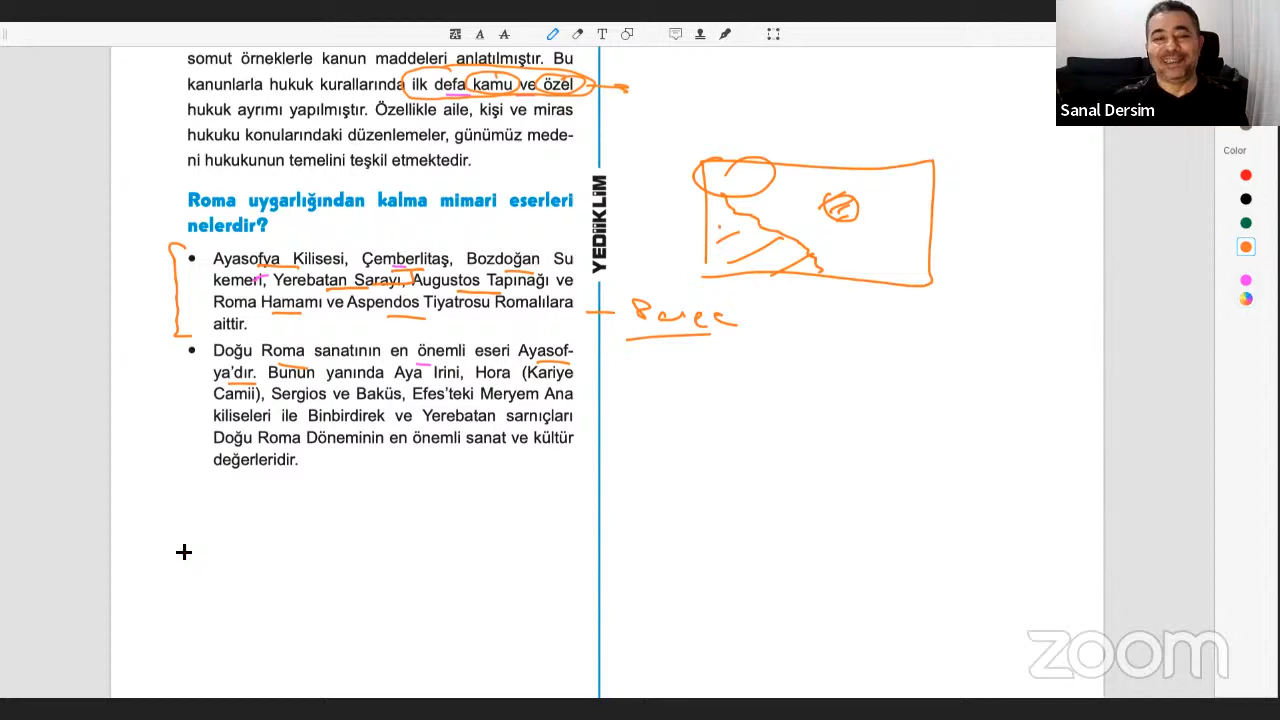 Sanal Dersim
Color
somut örneklerle kanun maddeleri anlatılmıştır. Bu
kanunlarla hukuk kurallarında ilk defa kamu ve özel
hukuk ayrımı yapılmıştır. Özellikle aile, kişi ve miras
hukuku konularındaki düzenlemeler, günümüz mede-
ni hukukunun temelini teşkil etmektedir.
Roma uygarlığından kalma mimari eserleri
nelerdir?
• Ayasofya Kilisesi, Çemberlitaş, Bozdoğan Su
kemeri, Yerebatan Sarayı, Augustos Tapınağı ve
Roma Hamamı ve Aspendos Tiyatrosu Romalılara
aittir.
• Doğu Roma sanatının en önemli eseri Ayasof-
ya’dır. Bunun yanında Aya Irini, Hora (Kariye
Camii), Sergios ve Baküs, Efes’teki Meryem Ana
kiliseleri ile Binbirdirek ve Yerebatan sarnıçları
Doğu Roma Döneminin en önemli sanat ve kültür
değerleridir.
YEDİİKLİM
zoom